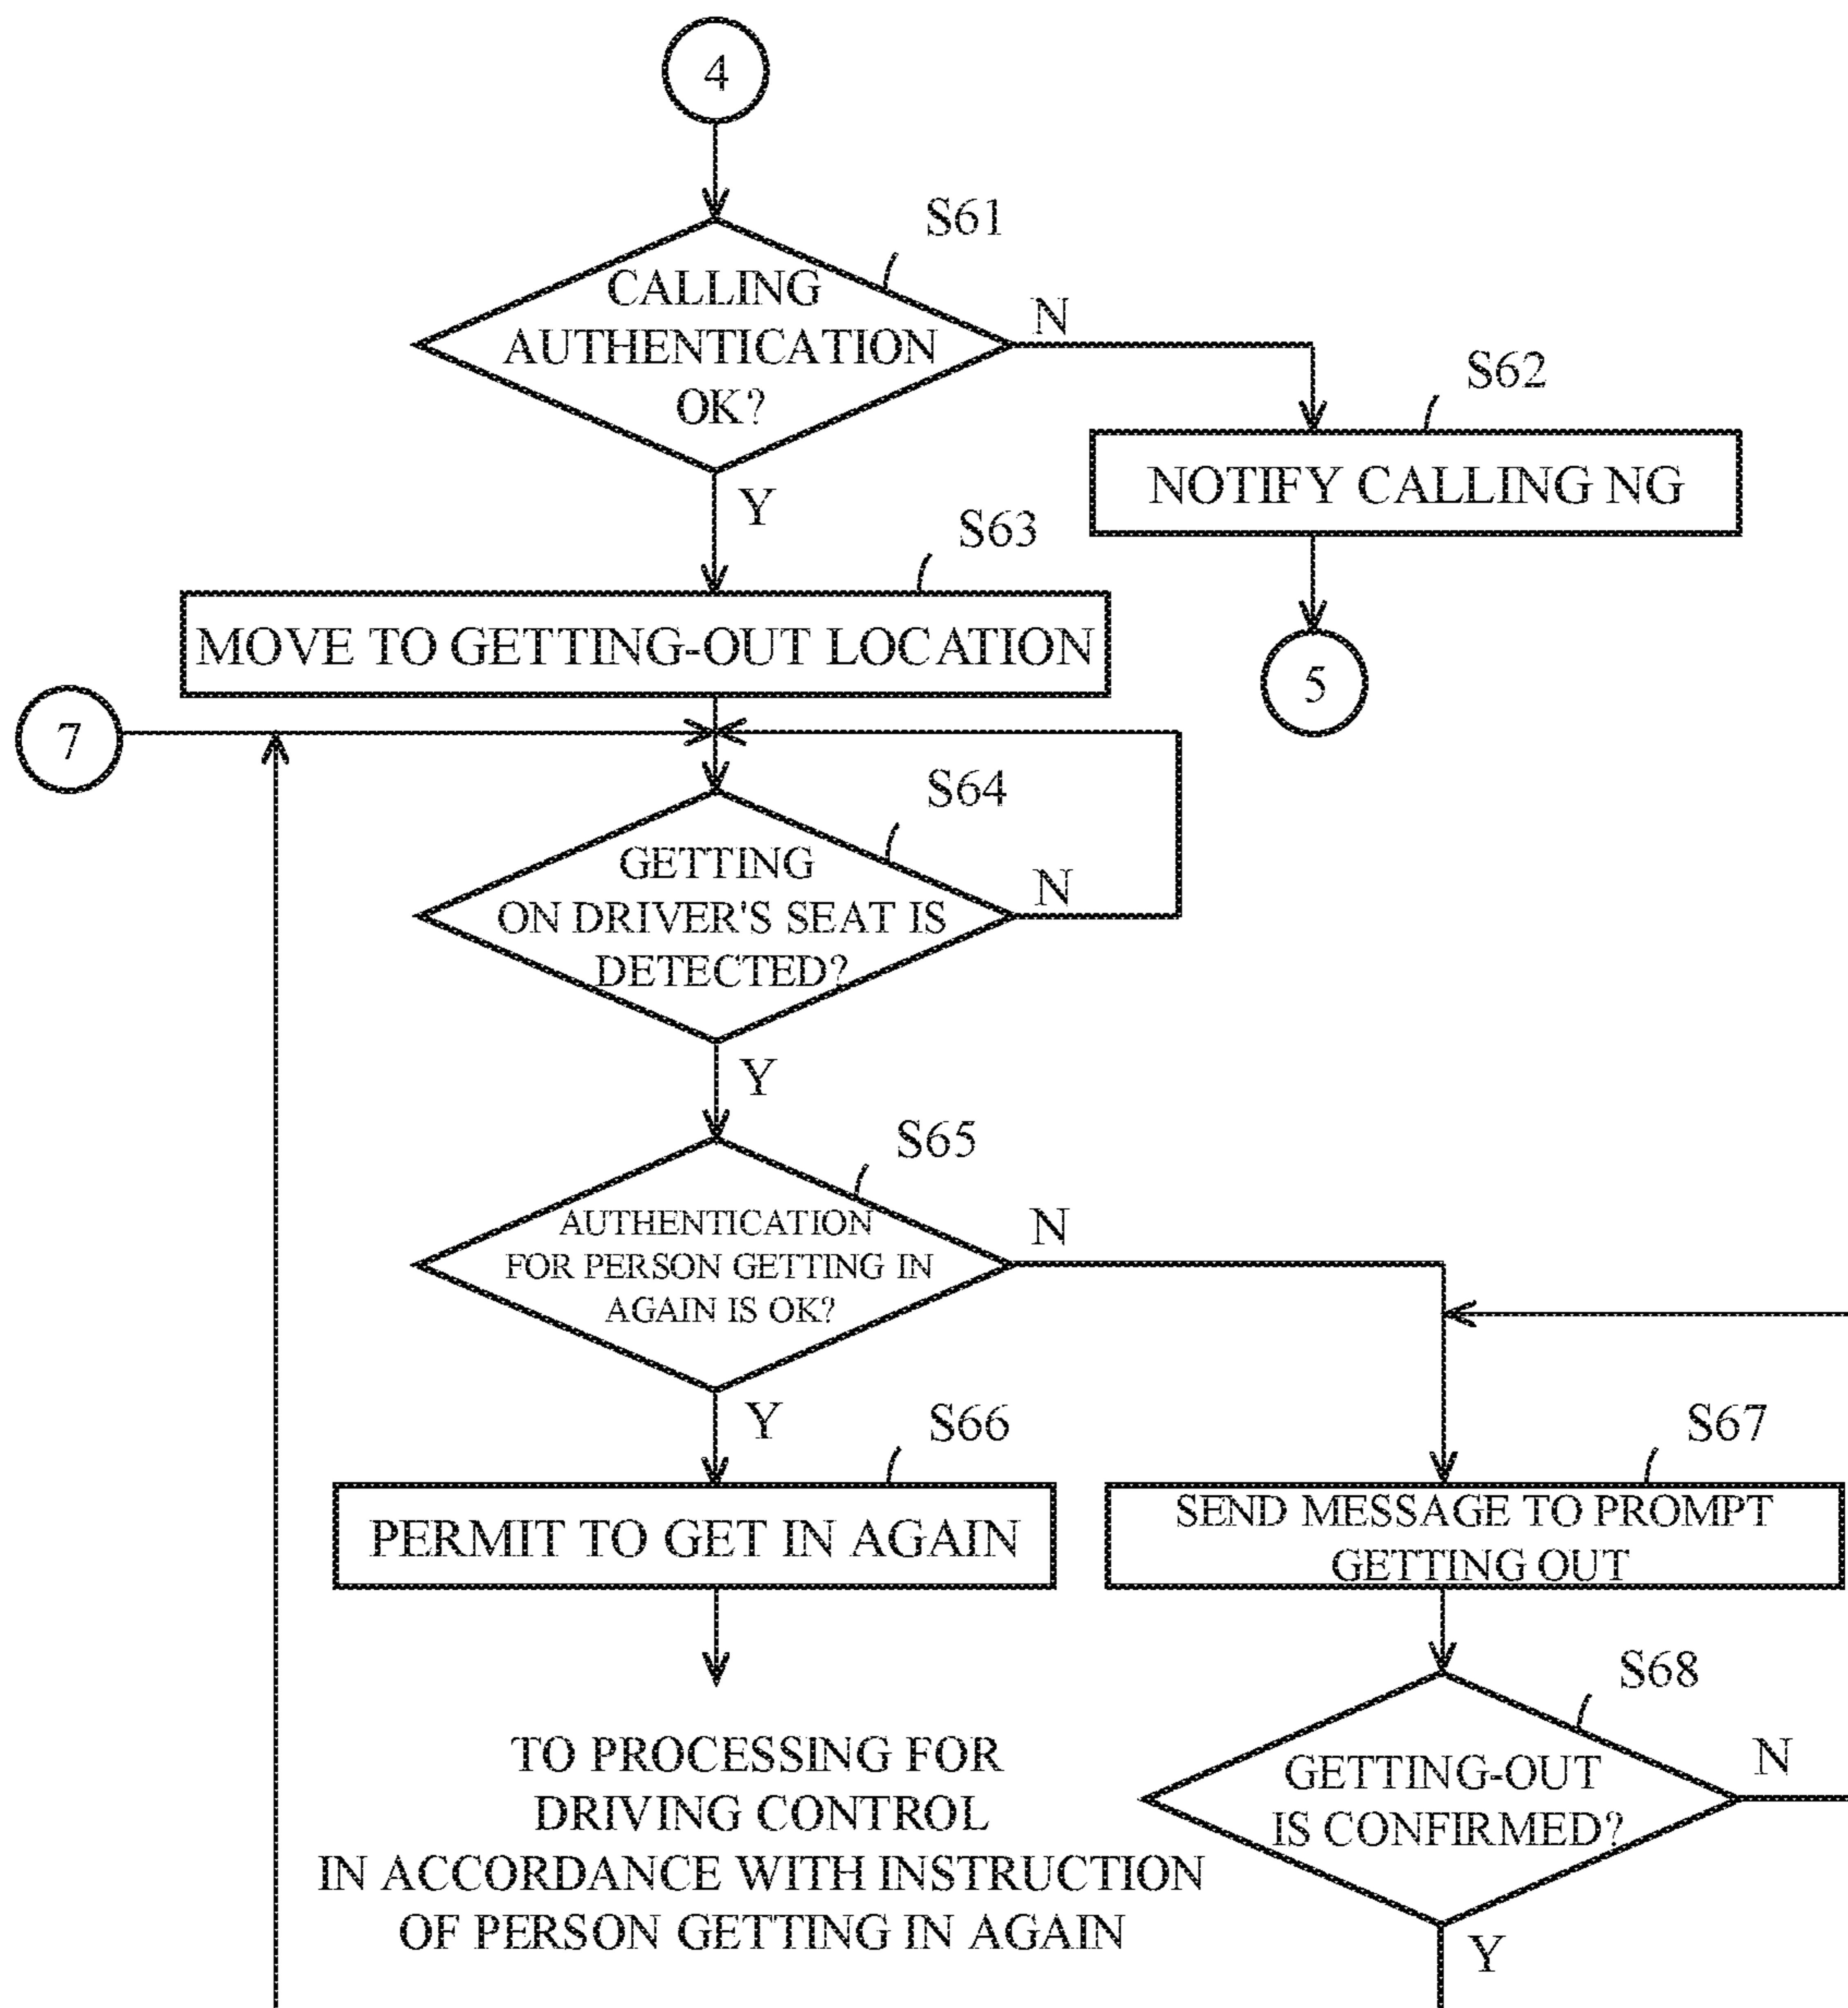 4
S61
CALLING
AUTHENTICATION
OK?
N
S62
NOTIFY CALLING NG
Y
S63
MOVE TO GETTING-OUT LOCATION
5
7
S64
GETTING
ON DRIVER'S SEAT IS
DETECTED?
N
Y
S65
AUTHENTICATION
FOR PERSON GETTING IN
AGAIN IS OK?
N
Y
S66
PERMIT TO GET IN AGAIN
S67
SEND MESSAGE TO PROMPT
GETTING OUT
S68
GETTING-OUT
IS CONFIRMED?
N
Y
TO PROCESSING FOR
DRIVING CONTROL
IN ACCORDANCE WITH INSTRUCTION
OF PERSON GETTING IN AGAIN